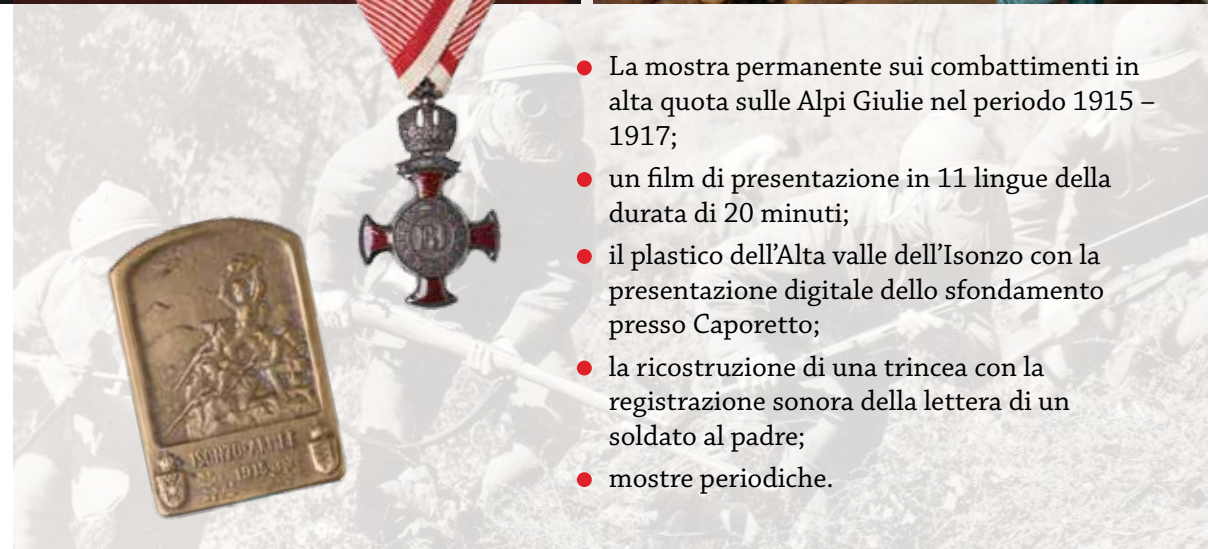 ● La mostra permanente sui combattimenti in
alta quota sulle Alpi Giulie nel periodo 1915 –
1917;
● un film di presentazione in 11 lingue della
durata di 20 minuti;
● il plastico dell'Alta valle dell'Isonzo con la
presentazione digitale dello sfondamento
presso Caporetto;
● la ricostruzione di una trincea con la
registrazione sonora della lettera di un
soldato al padre;
● mostre periodiche.
ISONZO-ARMEE
1915